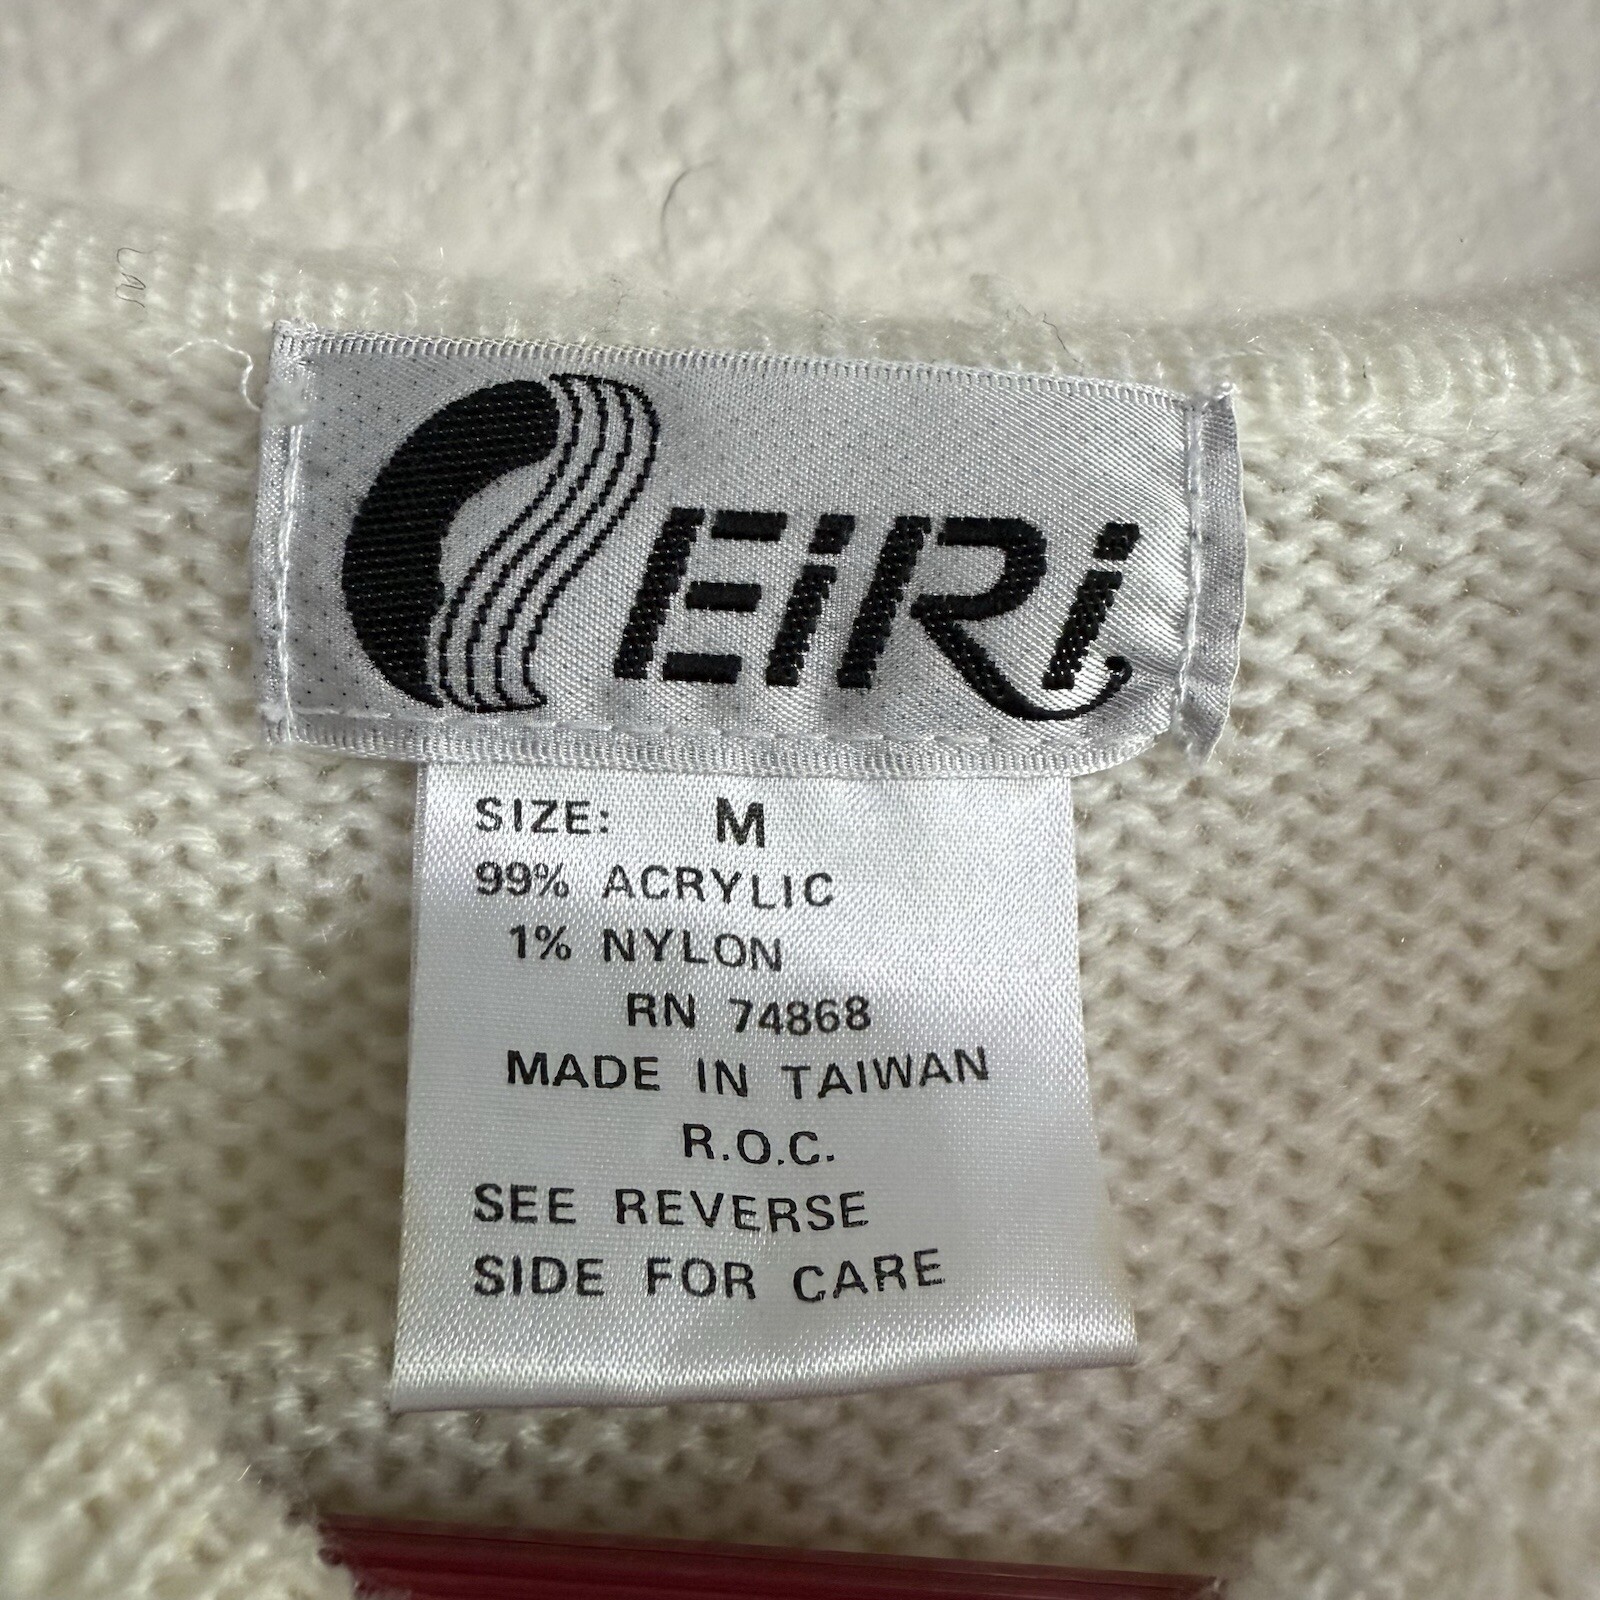 EiRi
SIZE: M
99% ACRYLIC
1% NYLON
RN 74868
MADE IN TAIWAN
R.O.C.
SEE REVERSE
SIDE FOR CARE